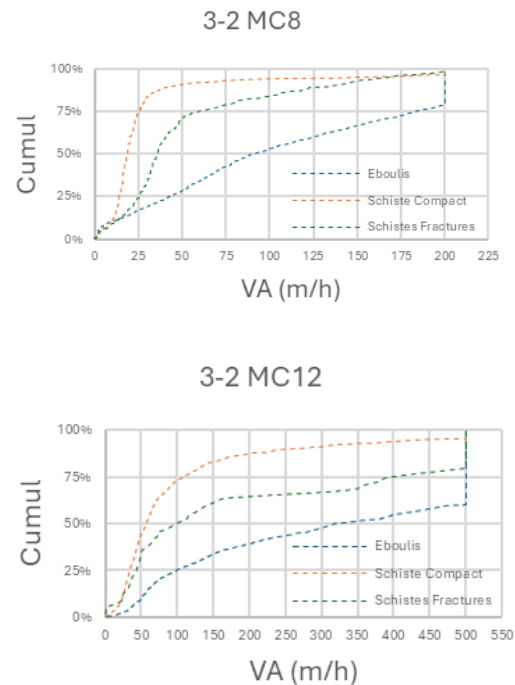 3-2 MC8
100%
75%
50%
25%
0%
Cumul
Eboulis
Schiste Compact
Schistes Fractures
0 25 50 75 100 125 150 175 200 225
VA (m/h)
3-2 MC12
100%
75%
50%
25%
0%
Cumul
Eboulis
Schiste Compact
Schistes Fractures
0 50 100 150 200 250 300 350 400 450 500 550
VA (m/h)